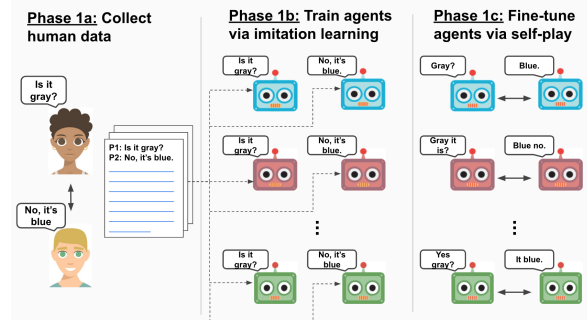 Phase 1a: Collect
human data
Is it
gray?
No, it's
blue
P1: Is it gray?
P2: No, it's blue.
Phase 1b: Train agents
via imitation learning
Is it
gray?
No, it's
blue.
Is it
gray?
No, it's
blue.
Is it
gray?
No, it's
blue
Phase 1c: Fine-tune
agents via self-play
Gray?
Blue.
Gray it
is?
Blue no.
Yes
gray?
It blue.